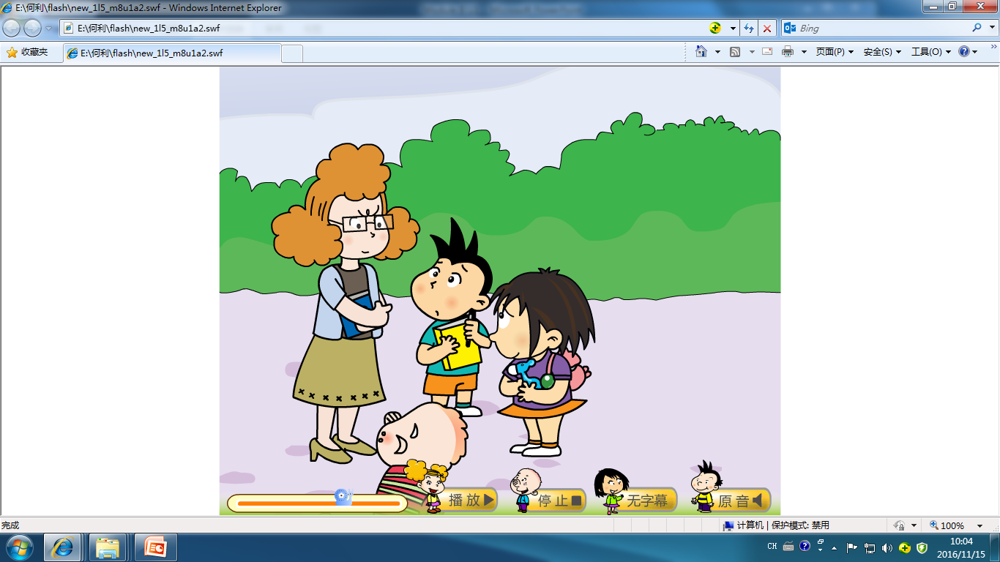 E:\何利\flash\new_1l5_m8u1a2.swf - Windows Internet Explorer
E:\何利\flash\new_1l5_m8u1a2.swf
Bing
收藏夹
E:\何利\flash\new_1l5_m8u1a2.swf
页面(P)
安全(S)
工具(O)
播放
停止
无字幕
原音
完成
计算机 | 保护模式: 禁用
100%
CH
10:04
2016/11/15